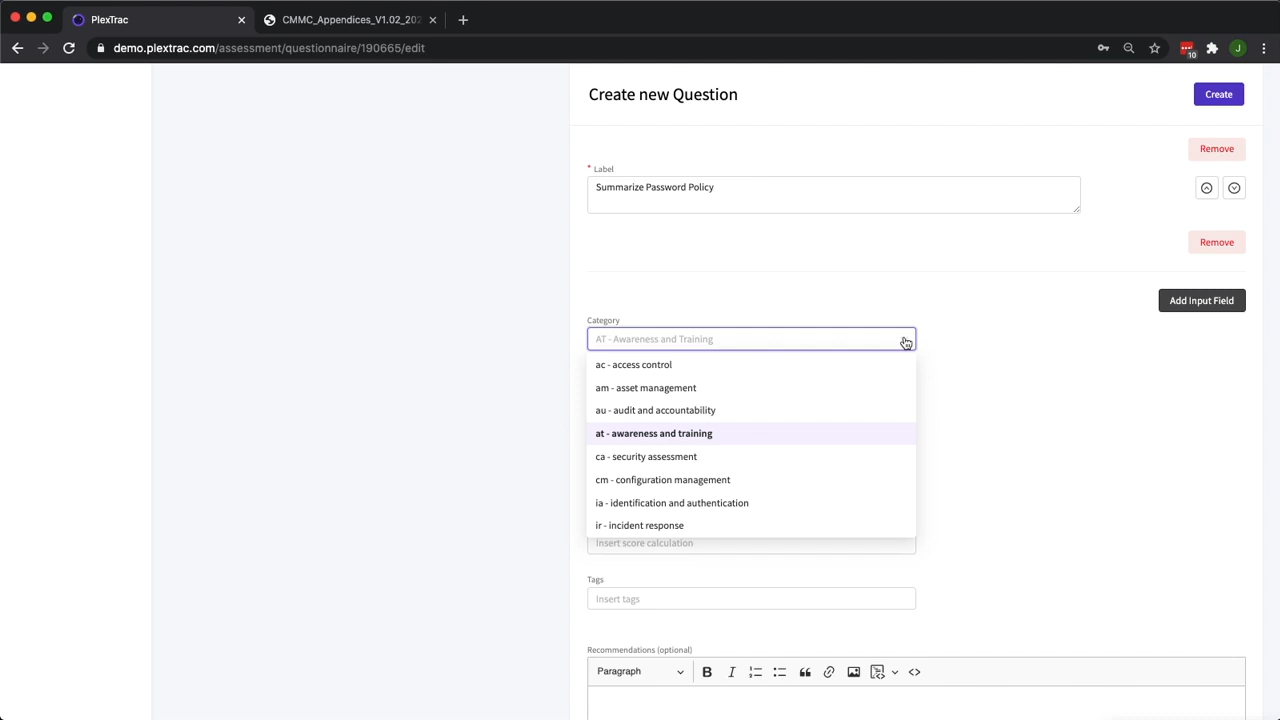 PlexTrac
CMMC_Appendices_V1.02_202
demo.plextrac.com/assessment/questionnaire/190665/edit
10
J
Create new Question
Create
Remove
* Label
Summarize Password Policy
Remove
Add Input Field
Category
AT - Awareness and Training
ac - access control
am - asset management
au - audit and accountability
at - awareness and training
ca - security assessment
cm - configuration management
ia - identification and authentication
ir - incident response
Insert score calculation
Tags
Insert tags
Recommendations (optional)
Paragraph
B I